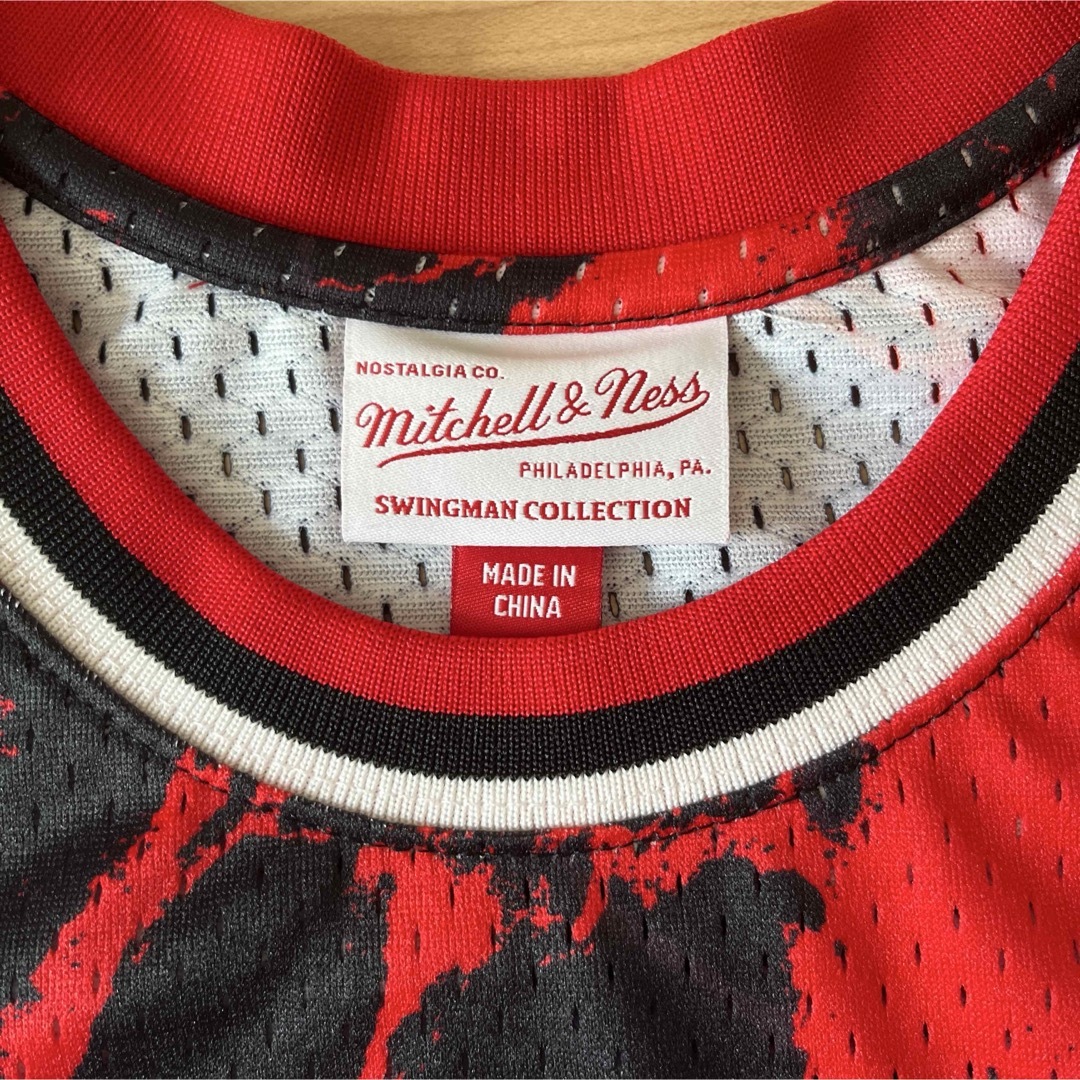 NOSTALGIA CO.
Mitchell & Ness
PHILADELPHIA, PA.
SWINGMAN COLLECTION
MADE IN
CHINA